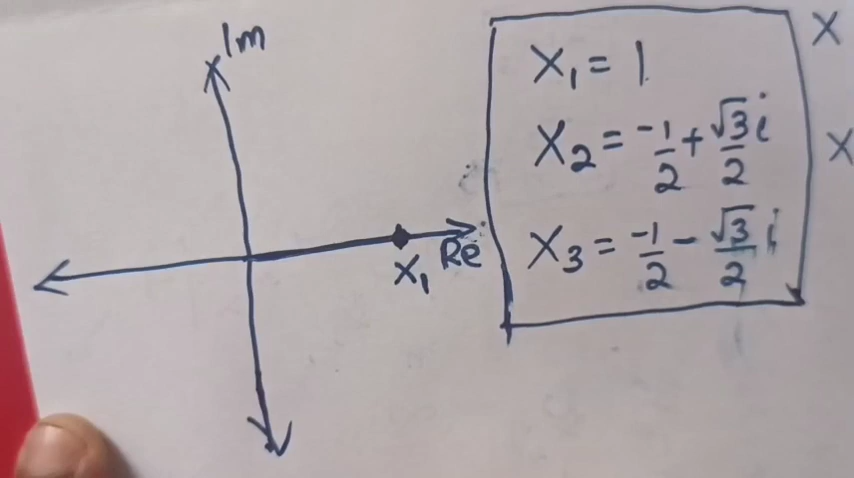 Im
X₁ = 1
X
X₂ = -1/2 + √3/2 i
X
X₃ = -1/2 - √3/2 i
X₁ Re